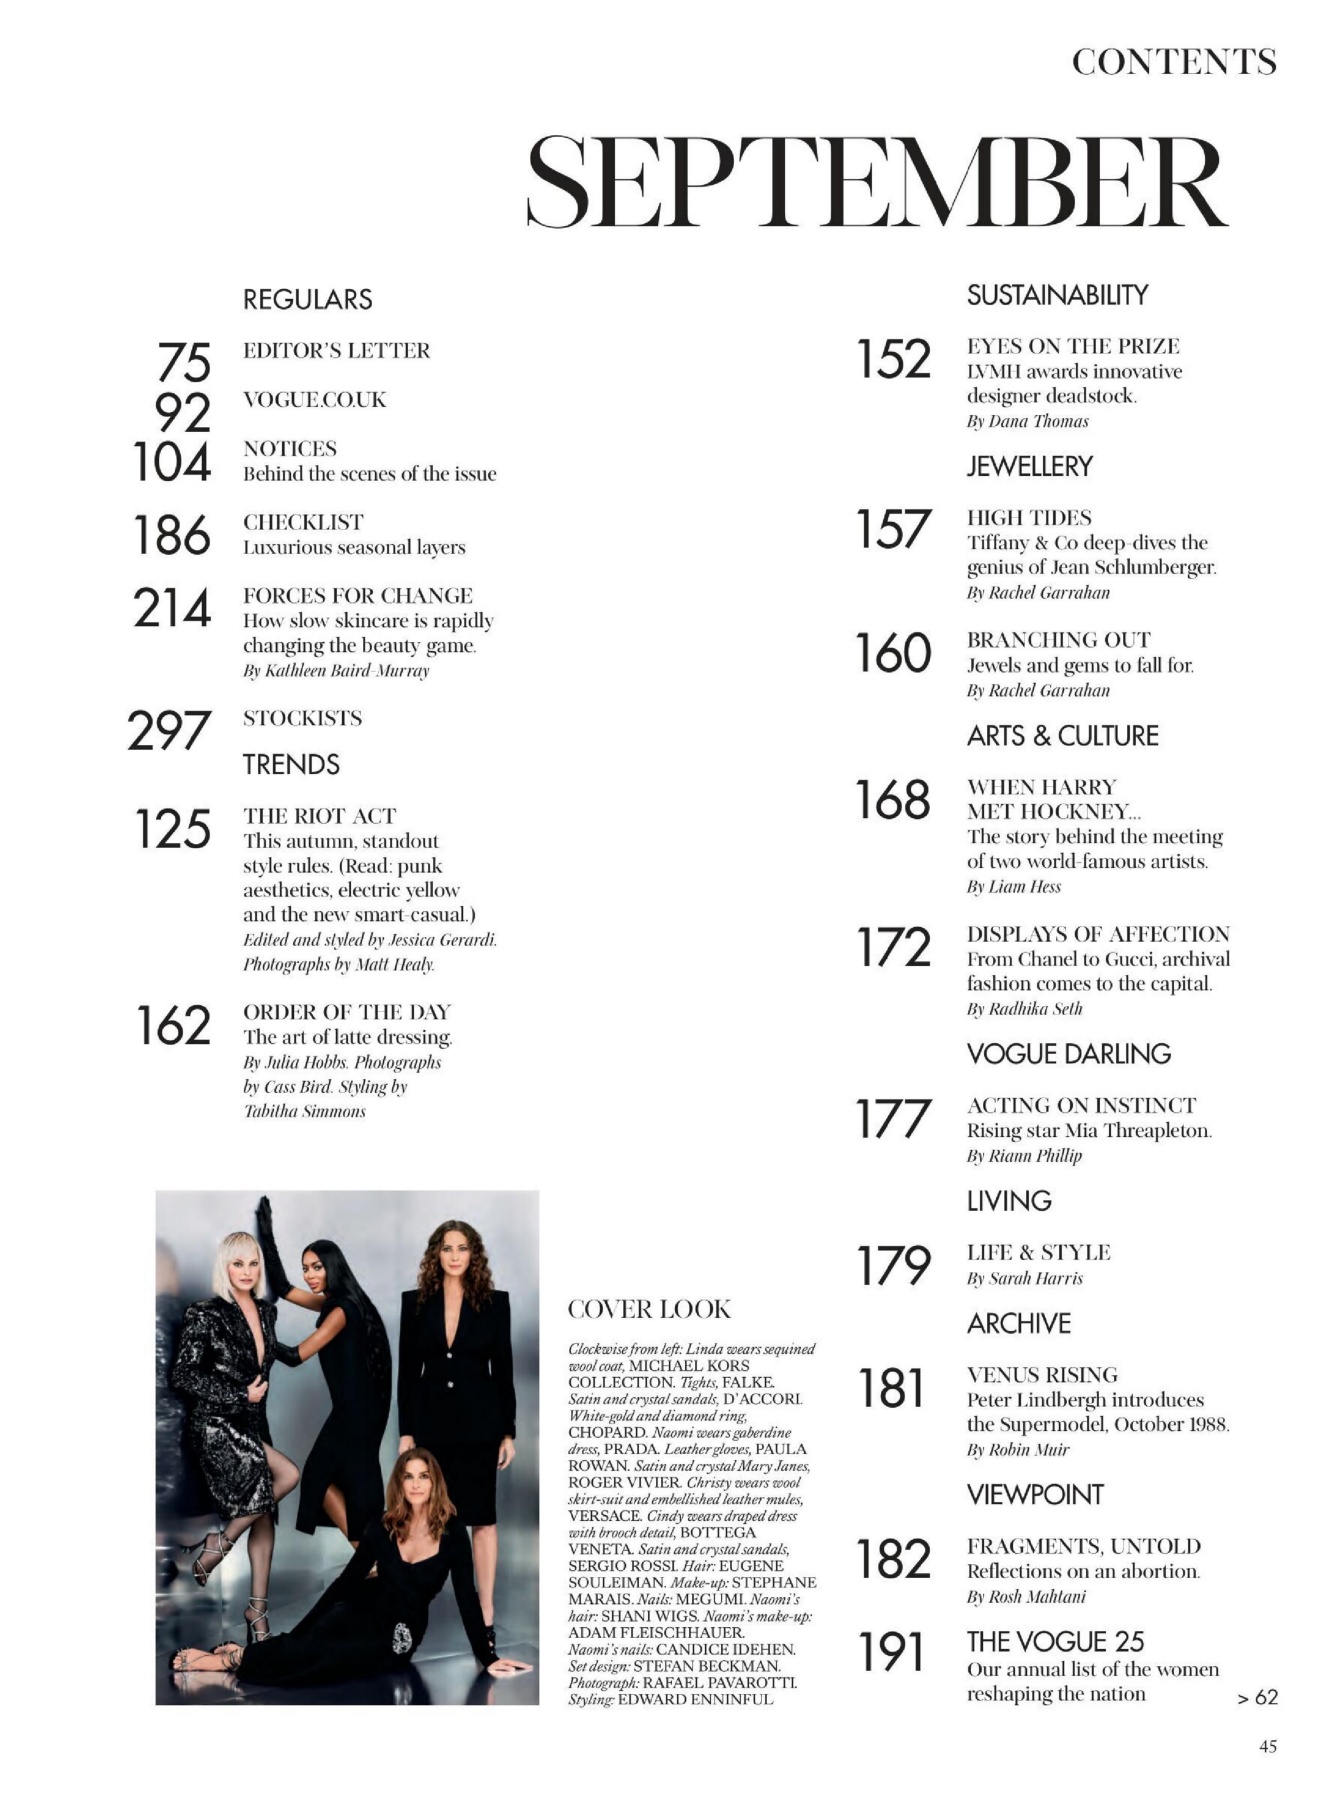 CONTENTS
SEPTEMBER
REGULARS
75 EDITOR'S LETTER
92 VOGUE.CO.UK
104 NOTICES
Behind the scenes of the issue
186 CHECKLIST
Luxurious seasonal layers
214 FORCES FOR CHANGE
How slow skincare is rapidly
changing the beauty game.
By Kathleen Baird-Murray
297 STOCKISTS
TRENDS
125 THE RIOT ACT
This autumn, standout
style rules. (Read: punk
aesthetics, electric yellow
and the new smart-casual.)
Edited and styled by Jessica Gerardi.
Photographs by Matt Healy.
162 ORDER OF THE DAY
The art of latte dressing.
By Julia Hobbs. Photographs
by Cass Bird. Styling by
Tabitha Simmons
COVER LOOK
Clockwise from left: Linda wears sequined
wool coat, MICHAEL KORS
COLLECTION. Tights, FALKE.
Satin and crystal sandals, D'ACCORI.
White-gold and diamond ring,
CHOPARD. Naomi wears gaberdine
dress, PRADA. Leather gloves, PAULA
ROWAN. Satin and crystal Mary Janes,
ROGER VIVIER. Christy wears wool
skirt-suit and embellished leather mules,
VERSACE. Cindy wears draped dress
with brooch detail, BOTTEGA
VENETA. Satin and crystal sandals,
SERGIO ROSSI. Hair: EUGENE
SOULEIMAN. Make-up: STEPHANE
MARAIS. Nails: MEGUMI. Naomi's
hair: SHANI WIGS. Naomi's make-up:
ADAM FLEISCHHAUER.
Naomi's nails: CANDICE IDEHEN.
Set design: STEFAN BECKMAN.
Photograph: RAFAEL PAVAROTTI.
Styling: EDWARD ENNINFUL
SUSTAINABILITY
152 EYES ON THE PRIZE
LVMH awards innovative
designer deadstock.
By Dana Thomas
JEWELLERY
157 HIGH TIDES
Tiffany & Co deep-dives the
genius of Jean Schlumberger.
By Rachel Garrahan
160 BRANCHING OUT
Jewels and gems to fall for.
By Rachel Garrahan
ARTS & CULTURE
168 WHEN HARRY
MET HOCKNEY...
The story behind the meeting
of two world-famous artists.
By Liam Hess
172 DISPLAYS OF AFFECTION
From Chanel to Gucci, archival
fashion comes to the capital.
By Radhika Seth
VOGUE DARLING
177 ACTING ON INSTINCT
Rising star Mia Threapleton.
By Riann Phillip
LIVING
179 LIFE & STYLE
By Sarah Harris
ARCHIVE
181 VENUS RISING
Peter Lindbergh introduces
the Supermodel, October 1988.
By Robin Muir
VIEWPOINT
182 FRAGMENTS, UNTOLD
Reflections on an abortion.
By Rosh Mahtani
191 THE VOGUE 25
Our annual list of the women
reshaping the nation
> 62
45